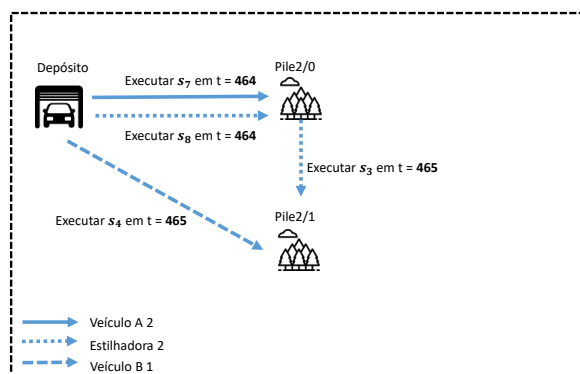 Depósito
Pile2/0
Executar s₇ em t = 464
Executar s₈ em t = 464
Executar s₃ em t = 465
Pile2/1
Executar s₄ em t = 465
Veículo A 2
Estilhadora 2
Veículo B 1